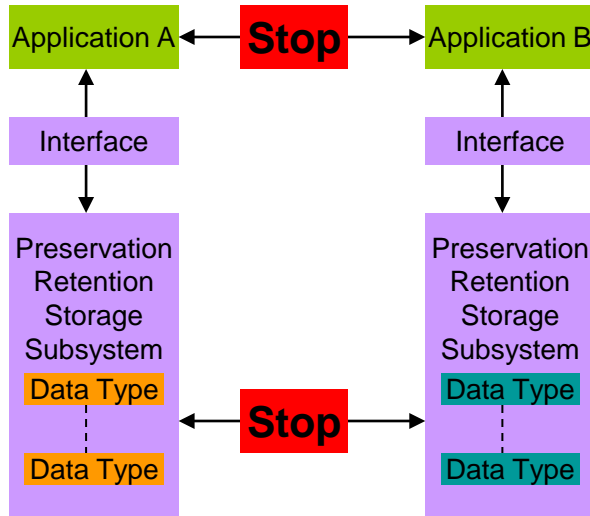 Application A
Stop
Application B
Interface
Interface
Preservation
Retention
Storage
Subsystem
Data Type
Data Type
Preservation
Retention
Storage
Subsystem
Data Type
Data Type
Stop